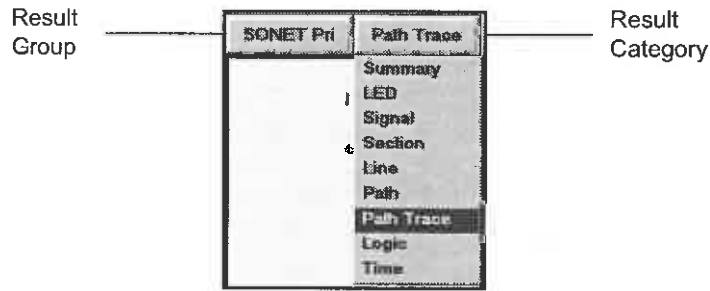 Result
Group
SONET Pri
Path Trace
Result
Category
Summary
LED
Signal
Section
Line
Path
Path Trace
Logic
Time